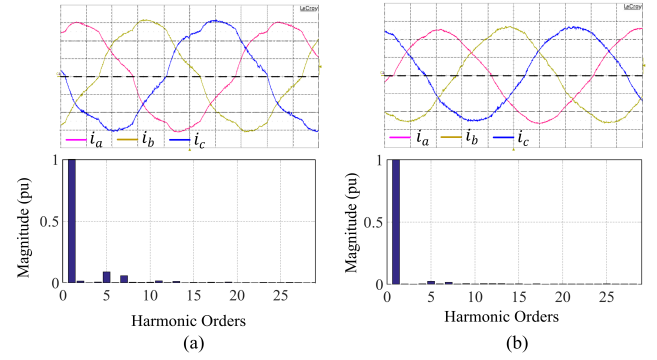 LeCroy
LeCroy
i_a i_b i_c
i_a i_b i_c
Magnitude (pu)
1
0.5
0
0 5 10 15 20 25
Harmonic Orders
(a)
Magnitude (pu)
1
0.5
0
0 5 10 15 20 25
Harmonic Orders
(b)